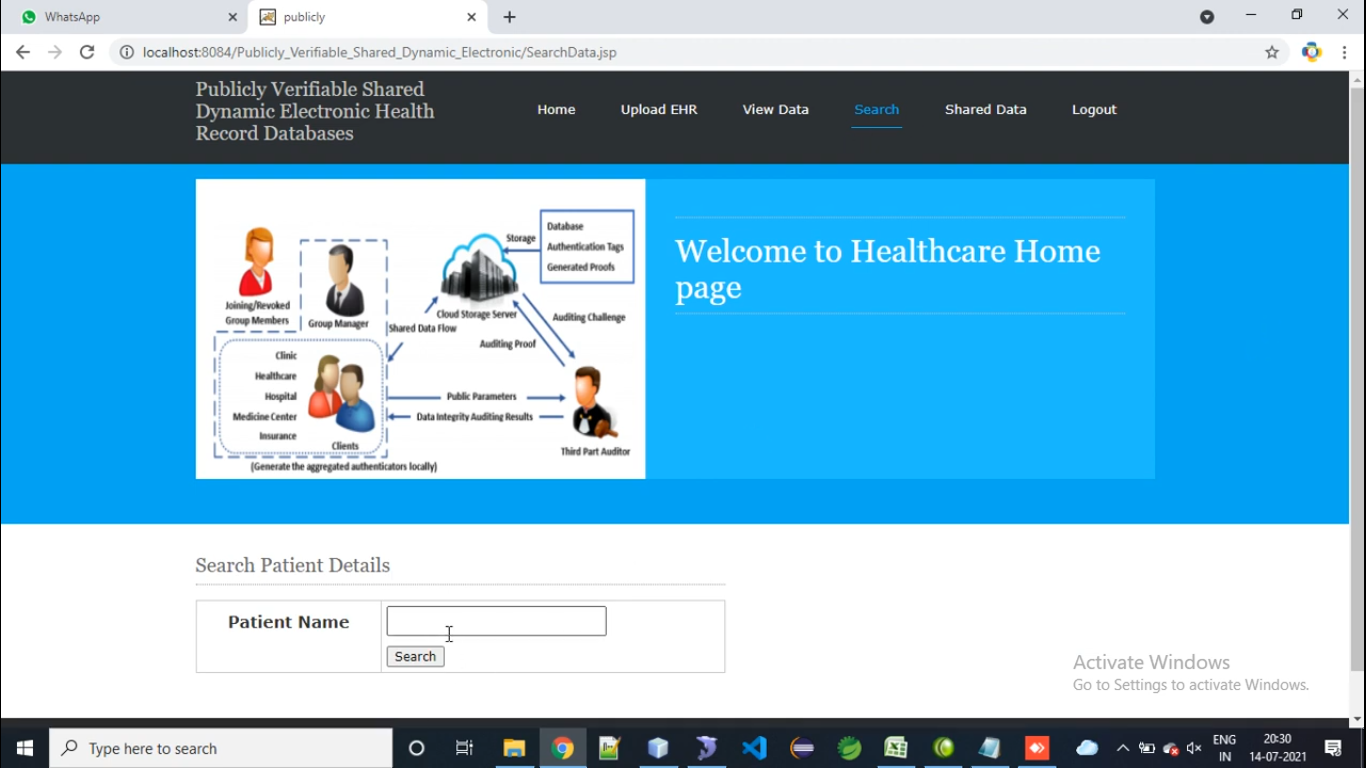 WhatsApp
publicly
localhost:8084/Publicly_Verifiable_Shared_Dynamic_Electronic/SearchData.jsp
Publicly Verifiable Shared
Dynamic Electronic Health
Record Databases
Home
Upload EHR
View Data
Search
Shared Data
Logout
Joining/Revoked
Group Members
Group Manager
Storage
Database
Authentication Tags
Generated Proofs
Cloud Storage Server
Shared Data Flow
Auditing Challenge
Auditing Proof
Clinic
Healthcare
Hospital
Medicine Center
Insurance
Clients
Public Parameters
Data Integrity Auditing Results
Third Part Auditor
(Generate the aggregated authenticators locally)
Welcome to Healthcare Home
page
Search Patient Details
Patient Name
Search
Activate Windows
Go to Settings to activate Windows.
Type here to search
ENG
IN
20:30
14-07-2021